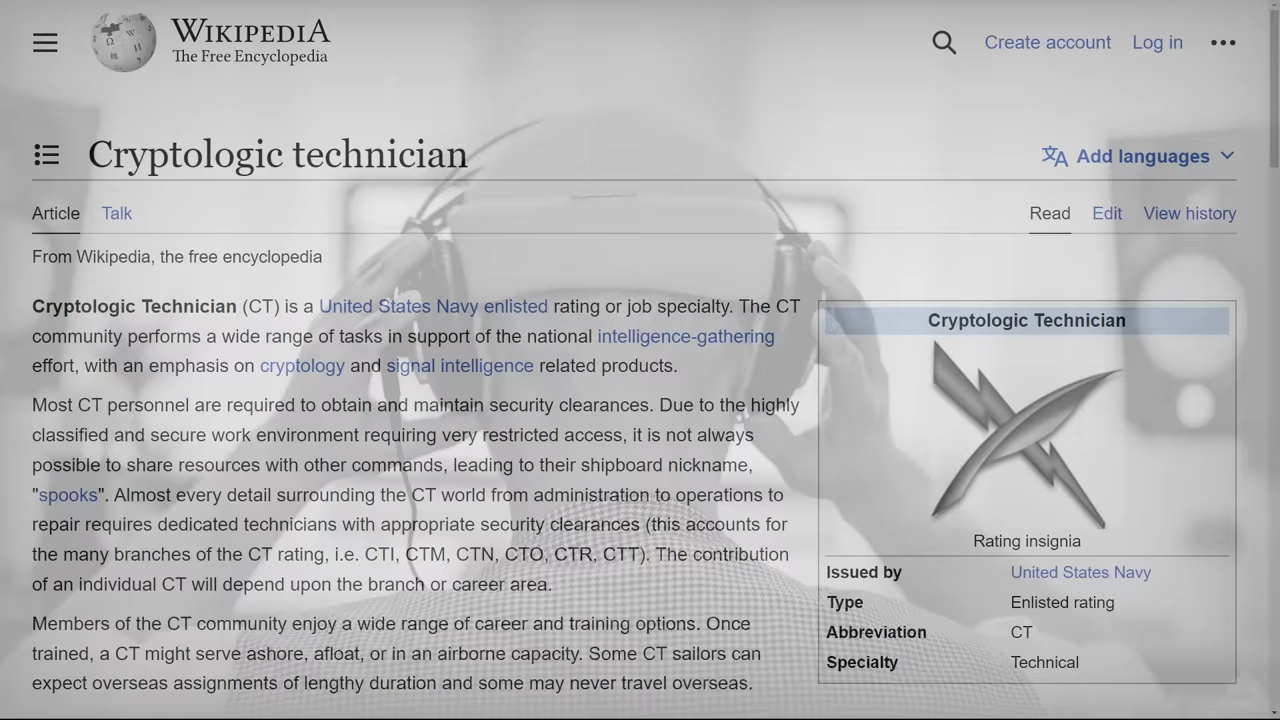 WIKIPEDIA
The Free Encyclopedia
Create account Log in
Cryptologic technician
Add languages
Article Talk
Read Edit View history
From Wikipedia, the free encyclopedia
Cryptologic Technician (CT) is a United States Navy enlisted rating or job specialty. The CT
community performs a wide range of tasks in support of the national intelligence-gathering
effort, with an emphasis on cryptology and signal intelligence related products.
Most CT personnel are required to obtain and maintain security clearances. Due to the highly
classified and secure work environment requiring very restricted access, it is not always
possible to share resources with other commands, leading to their shipboard nickname,
"spooks". Almost every detail surrounding the CT world from administration to operations to
repair requires dedicated technicians with appropriate security clearances (this accounts for
the many branches of the CT rating, i.e. CTI, CTM, CTN, CTO, CTR, CTT). The contribution
of an individual CT will depend upon the branch or career area.
Members of the CT community enjoy a wide range of career and training options. Once
trained, a CT might serve ashore, afloat, or in an airborne capacity. Some CT sailors can
expect overseas assignments of lengthy duration and some may never travel overseas.
Cryptologic Technician
Rating insignia
Issued by United States Navy
Type Enlisted rating
Abbreviation CT
Specialty Technical